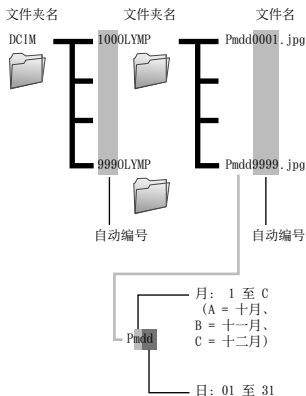 文件夹名 文件夹名 文件名
DCIM 100OLYMP Pmdd0001.jpg
999OLYMP Pmdd9999.jpg
自动编号 自动编号
月: 1 至 C
(A = 十月、
B = 十一月、
C = 十二月)
Pmdd
日: 01 至 31